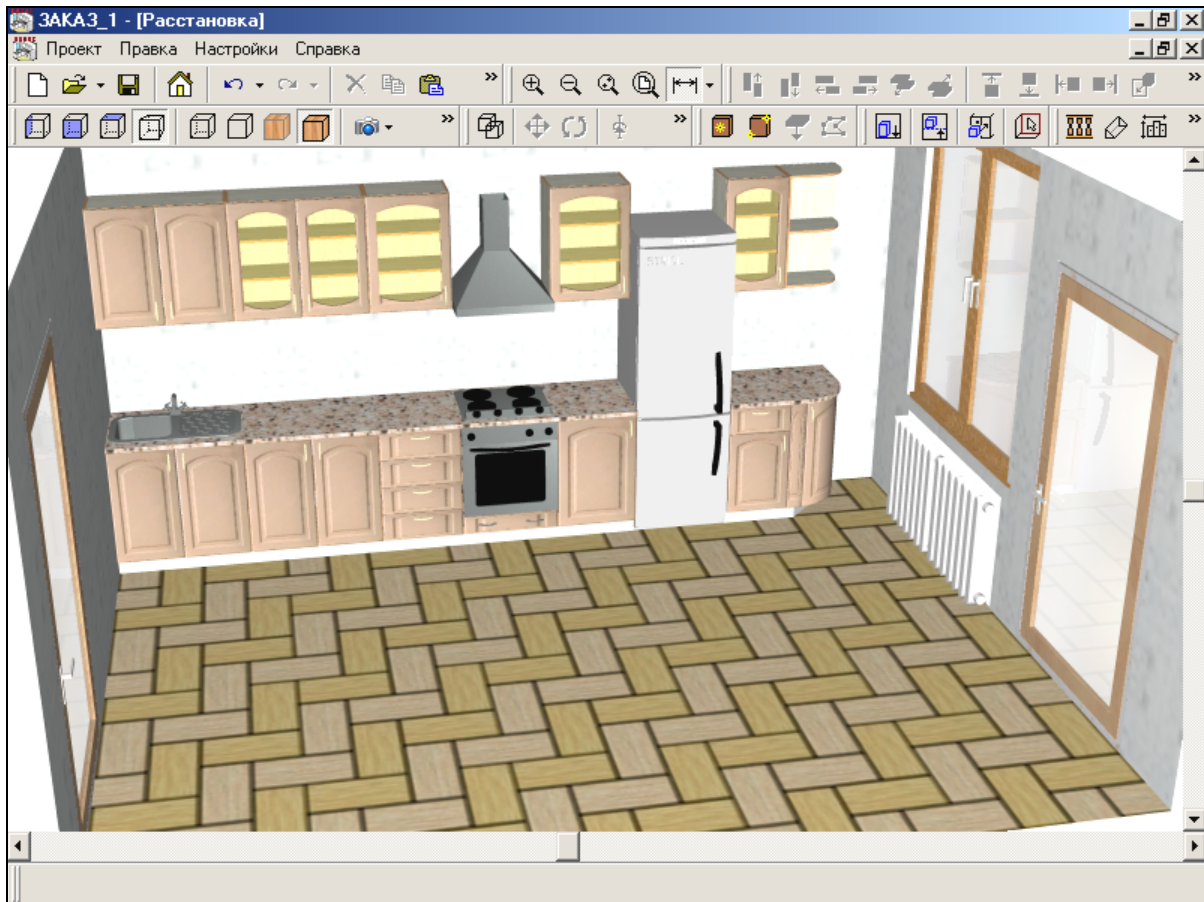 ЗАКАЗ_1 - [Расстановка]
Проект Правка Настройки Справка